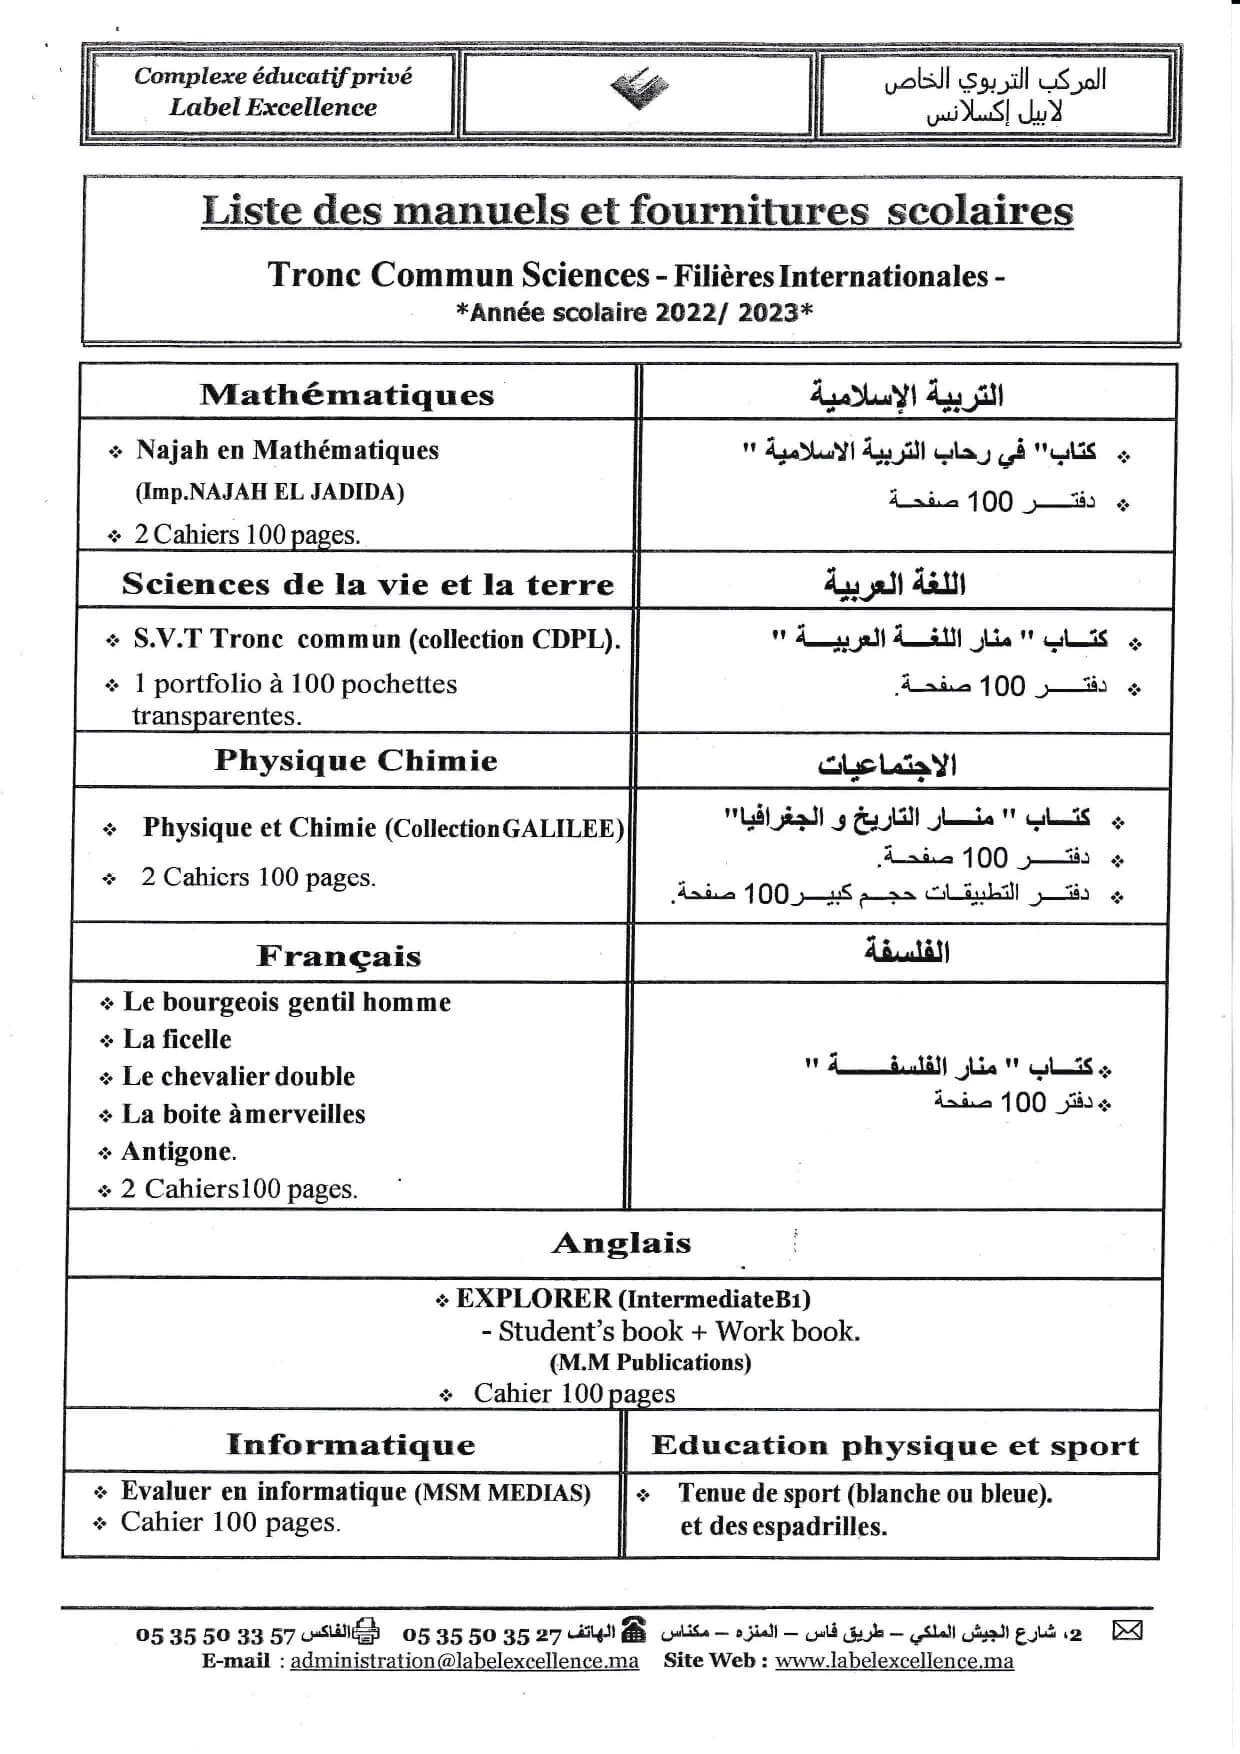 Complexe éducatif privé
Label Excellence
المركب التربوي الخاص
لابيل إكسلانس
Liste des manuels et fournitures scolaires
Tronc Commun Sciences - Filières Internationales -
*Année scolaire 2022/ 2023*
Mathématiques
❖ Najah en Mathématiques
(Imp.NAJAH EL JADIDA)
❖ 2 Cahiers 100 pages.
التربية الإسلامية
❖ كتاب" في رحاب التربية الاسلامية "
❖ دفتـــر 100 صفحـة
Sciences de la vie et la terre
❖ S.V.T Tronc commun (collection CDPL).
❖ 1 portfolio à 100 pochettes
transparentes.
اللغة العربية
❖ كتــاب " منار اللغــة العربيــة "
❖ دفتـــر 100 صفحـة.
Physique Chimie
❖ Physique et Chimie (Collection GALILEE)
❖ 2 Cahiers 100 pages.
الاجتماعيات
❖ كتــاب " منــار التاريخ و الجغرافيا"
❖ دفتـــر 100 صفحـة.
❖ دفتــر التطبيقـات حجـم كبيــر100 صفحة.
Français
❖ Le bourgeois gentil homme
❖ La ficelle
❖ Le chevalier double
❖ La boite à merveilles
❖ Antigone.
❖ 2 Cahiers100 pages.
الفلسفة
❖ كتــاب " منار الفلسفــــة "
❖ دفتر 100 صفحة
Anglais
❖ EXPLORER (IntermediateB1)
- Student's book + Work book.
(M.M Publications)
❖ Cahier 100 pages
Informatique
❖ Evaluer en informatique (MSM MEDIAS)
❖ Cahier 100 pages.
Education physique et sport
❖ Tenue de sport (blanche ou bleue).
et des espadrilles.
2، شارع الجيش الملكي – طريق فاس – المنزه – مكناس الهاتف 05 35 50 35 27 الفاكس 05 35 50 33 57
E-mail : administration@labelexcellence.ma Site Web : www.labelexcellence.ma